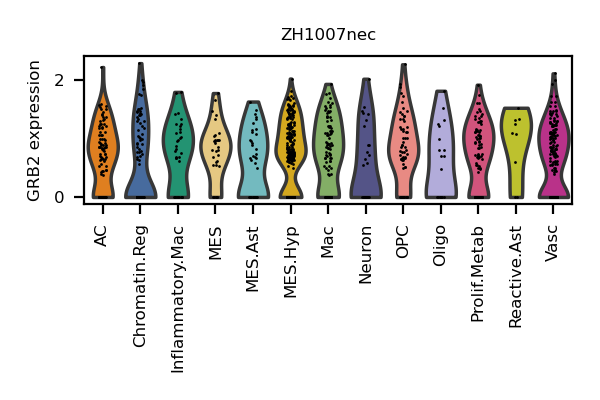 ZH1007nec
GRB2 expression
2
0
AC
Chromatin.Reg
Inflammatory.Mac
MES
MES.Ast
MES.Hyp
Mac
Neuron
OPC
Oligo
Prolif.Metab
Reactive.Ast
Vasc